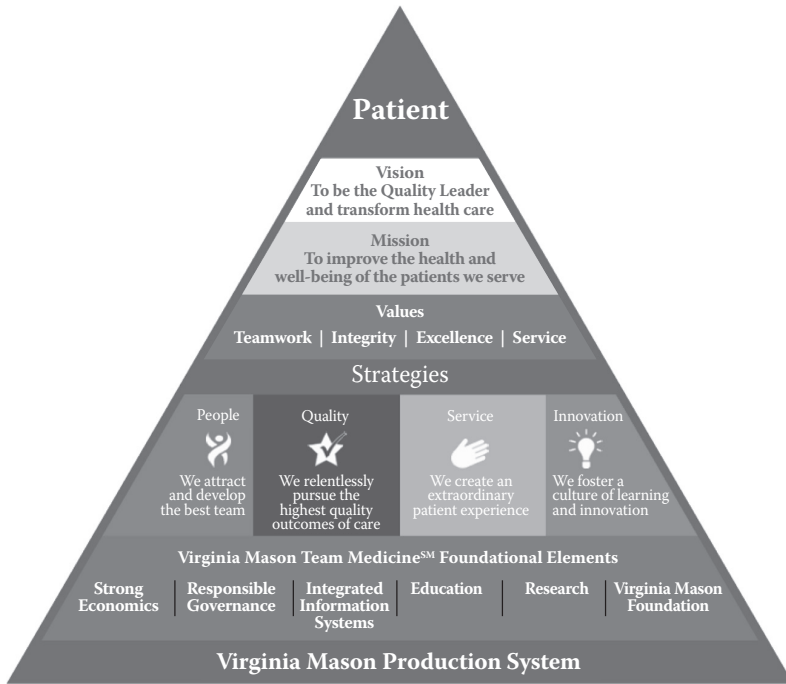 Patient
Vision
To be the Quality Leader
and transform health care
Mission
To improve the health and
well-being of the patients we serve
Values
Teamwork | Integrity | Excellence | Service
Strategies
People
We attract
and develop
the best team
Quality
We relentlessly
pursue the
highest quality
outcomes of care
Service
We create an
extraordinary
patient experience
Innovation
We foster a
culture of learning
and innovation
Virginia Mason Team Medicine℠ Foundational Elements
Strong
Economics
Responsible
Governance
Integrated
Information
Systems
Education
Research
Virginia Mason
Foundation
Virginia Mason Production System